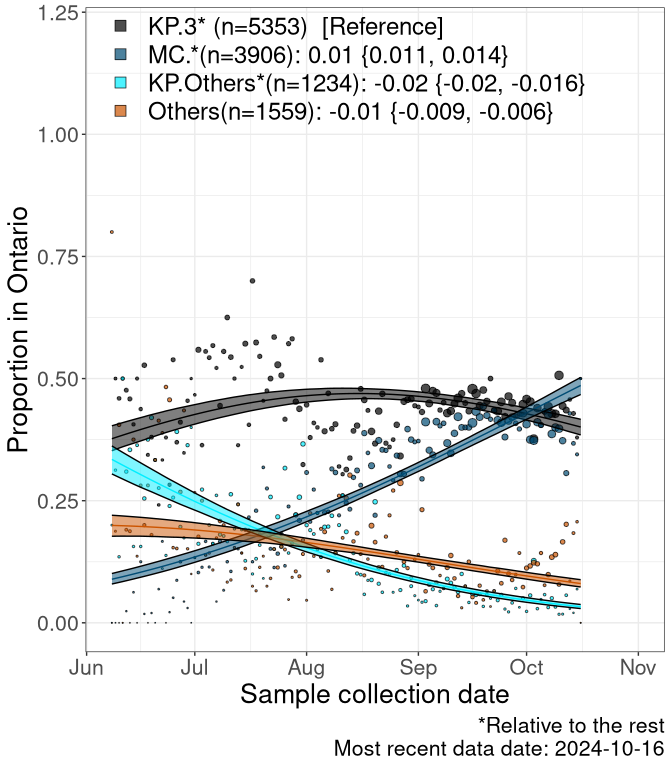 KP.3* (n=5353)  [Reference]
MC.*(n=3906): 0.01 {0.011, 0.014}
KP.Others*(n=1234): -0.02 {-0.02, -0.016}
Others(n=1559): -0.01 {-0.009, -0.006}
1.25
1.00
0.75
0.50
0.25
0.00
Proportion in Ontario
Jun Jul Aug Sep Oct Nov
Sample collection date
*Relative to the rest
Most recent data date: 2024-10-16